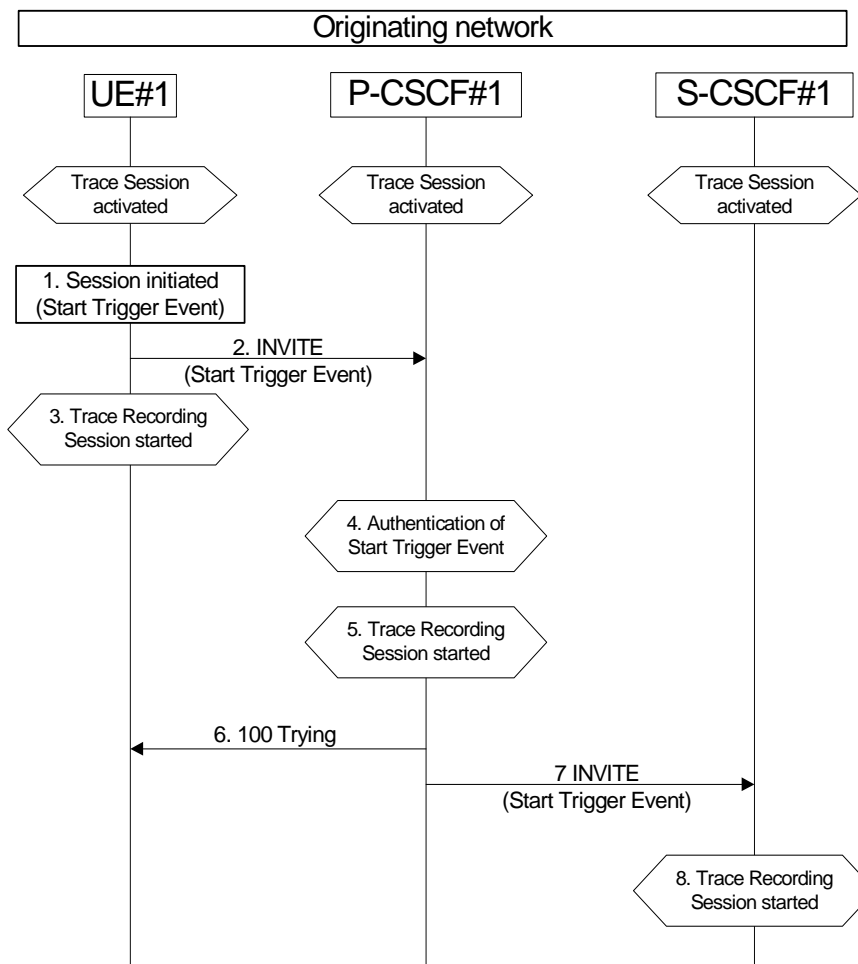 Originating network
UE#1
P-CSCF#1
S-CSCF#1
Trace Session
activated
Trace Session
activated
Trace Session
activated
1. Session initiated
(Start Trigger Event)
2. INVITE
(Start Trigger Event)
3. Trace Recording
Session started
4. Authentication of
Start Trigger Event
5. Trace Recording
Session started
6. 100 Trying
7 INVITE
(Start Trigger Event)
8. Trace Recording
Session started